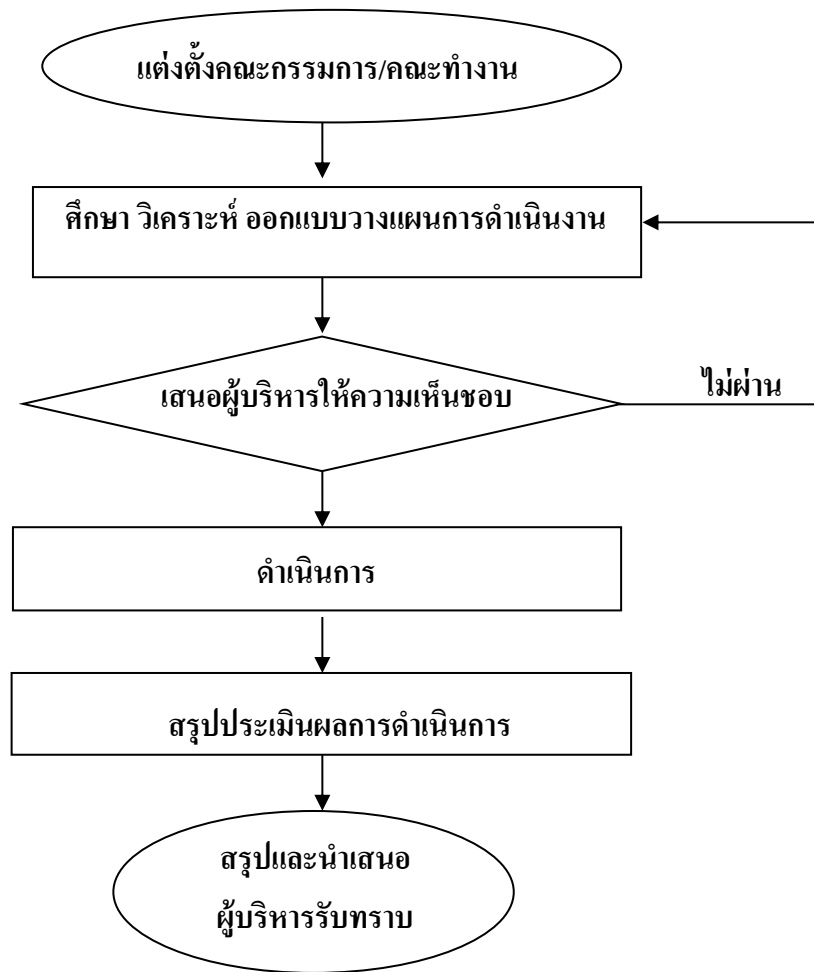 แต่งตั้งคณะกรรมการ/คณะทำงาน
ศึกษา วิเคราะห์ ออกแบบวางแผนการดำเนินงาน
เสนอผู้บริหารให้ความเห็นชอบ
ไม่ผ่าน
ดำเนินการ
สรุปประเมินผลการดำเนินการ
สรุปและนำเสนอ
ผู้บริหารรับทราบ